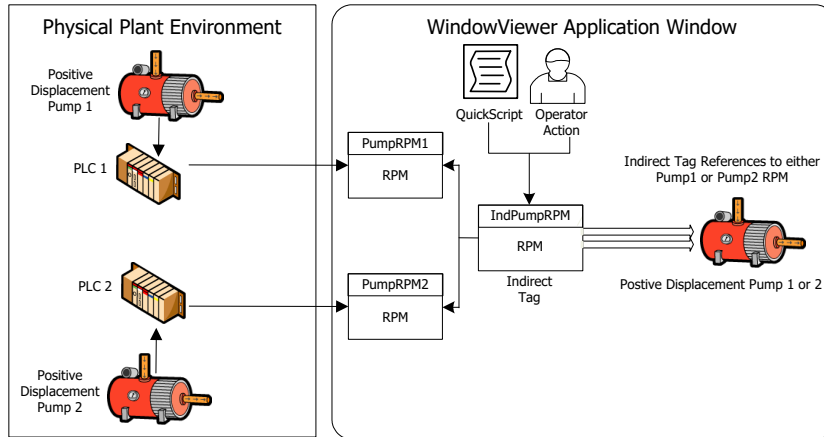 Physical Plant Environment
Positive
Displacement
Pump 1
PLC 1
PLC 2
Positive
Displacement
Pump 2
WindowViewer Application Window
QuickScript
Operator
Action
PumpRPM1
RPM
IndPumpRPM
RPM
Indirect
Tag
PumpRPM2
RPM
Indirect Tag References to either
Pump1 or Pump2 RPM
Postive Displacement Pump 1 or 2